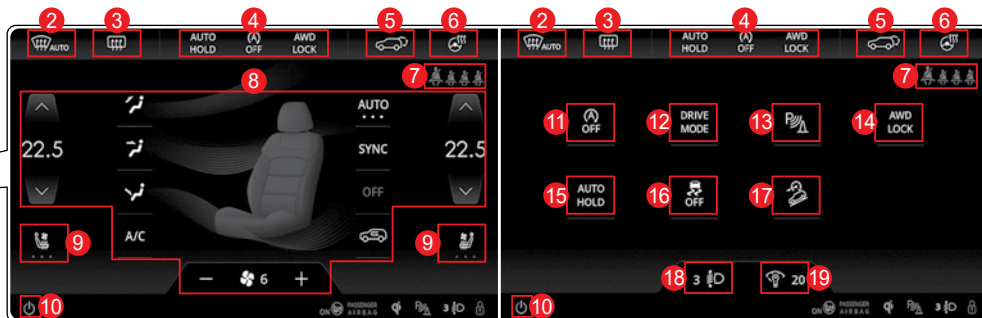 2 3 4 5 6 2 3 4 5 6
AUTO
AUTO HOLD
OFF
AWD LOCK
AUTO
AUTO HOLD
OFF
AWD LOCK
7 7
8
22.5
AUTO
SYNC
OFF
A/C
22.5
9 9
− 6 +
10
ON PASSENGER AIRBAG
3
11 OFF
12 DRIVE MODE
13 P
14 AWD LOCK
15 AUTO HOLD
16 OFF
17
18 3
19 20
10
ON PASSENGER AIRBAG
3